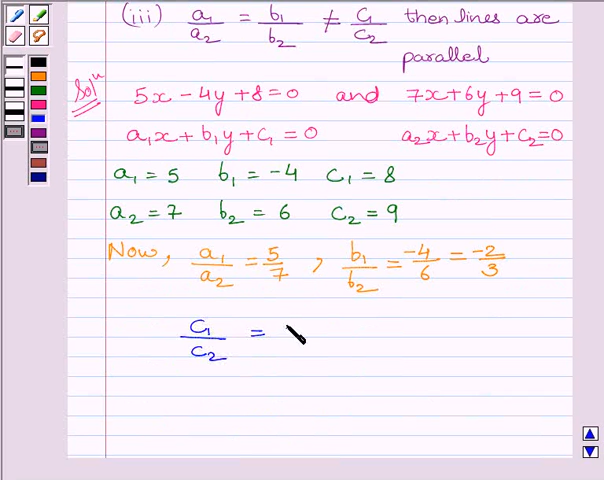 (iii) a₁/a₂ = b₁/b₂ ≠ c₁/c₂ then lines are
parallel
Solⁿ 5x - 4y + 8 = 0 and 7x + 6y + 9 = 0
a₁x + b₁y + c₁ = 0 a₂x + b₂y + c₂ = 0
a₁ = 5 b₁ = -4 c₁ = 8
a₂ = 7 b₂ = 6 c₂ = 9
Now, a₁/a₂ = 5/7 , b₁/b₂ = -4/6 = -2/3
c₁/c₂ =